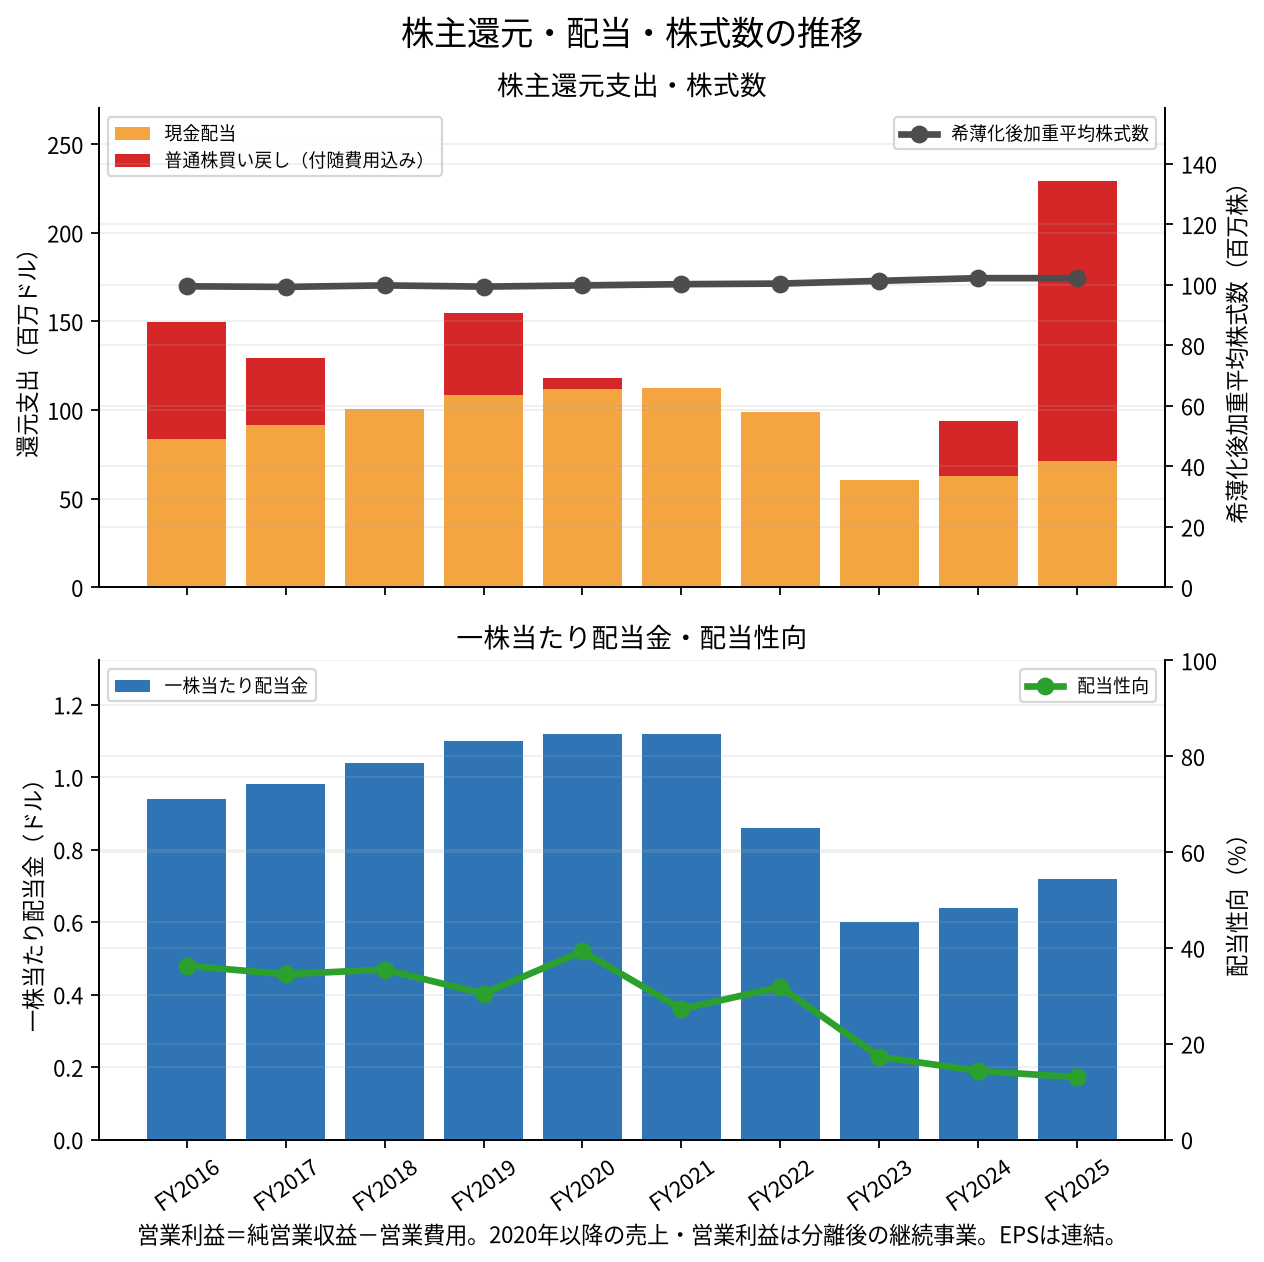 株主還元・配当・株式数の推移
株主還元支出・株式数
現金配当
普通株買い戻し（付随費用込み）
希薄化後加重平均株式数
250
200
150
100
50
0
還元支出（百万ドル）
140
120
100
80
60
40
20
0
希薄化後加重平均株式数（百万株）
一株当たり配当金・配当性向
一株当たり配当金
配当性向
1.2
1.0
0.8
0.6
0.4
0.2
0.0
一株当たり配当金（ドル）
100
80
60
40
20
0
配当性向（%）
FY2016
FY2017
FY2018
FY2019
FY2020
FY2021
FY2022
FY2023
FY2024
FY2025
営業利益＝純営業収益－営業費用。2020年以降の売上・営業利益は分離後の継続事業。EPSは連結。